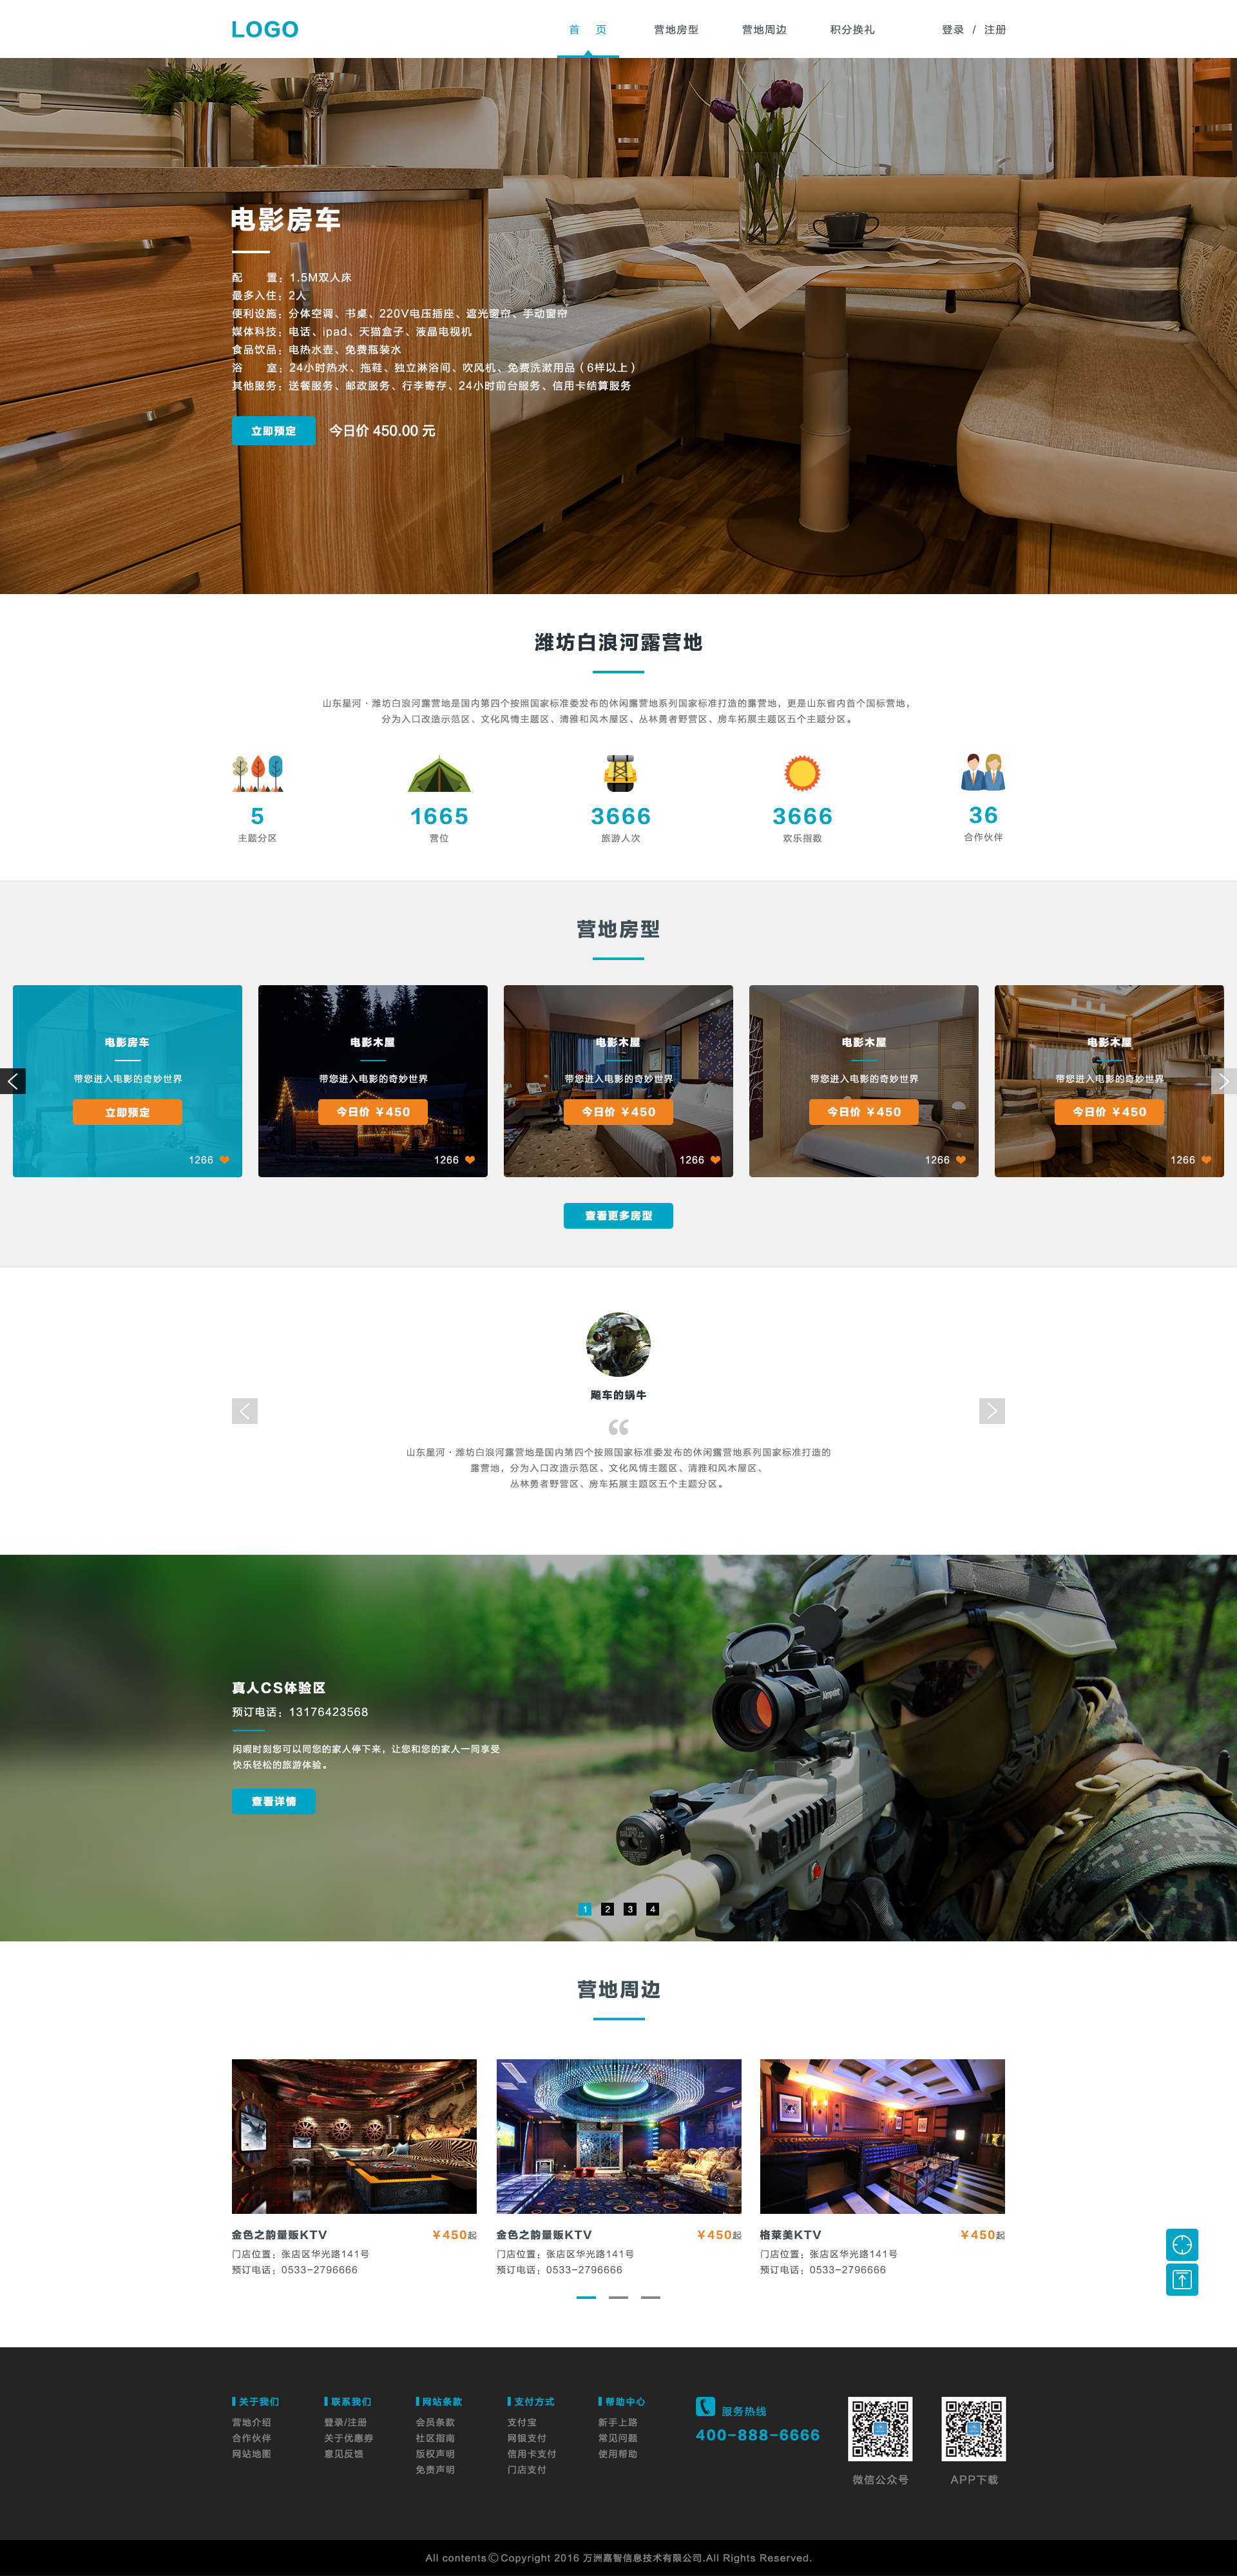 LOGO
首 页
营地房型
营地周边
积分换礼
登录 / 注册
电影房车
配 置：1.5M双人床
最多入住：2人
便利设施：分体空调、书桌、220V电压插座、遮光窗帘、手动窗帘
媒体科技：电话、ipad、天猫盒子、液晶电视机
食品饮品：电热水壶、免费瓶装水
浴 室：24小时热水、拖鞋、独立淋浴间、吹风机、免费洗漱用品（6样以上）
其他服务：送餐服务、邮政服务、行李寄存、24小时前台服务、信用卡结算服务
立即预定
今日价 450.00 元
潍坊白浪河露营地
山东星河·潍坊白浪河露营地是国内第四个按照国家标准委发布的休闲露营地系列国家标准打造的露营地，更是山东省内首个国标营地，
分为入口改造示范区、文化风情主题区、清雅和风木屋区、丛林勇者野营区、房车拓展主题区五个主题分区。
5
主题分区
1665
营位
3666
旅游人次
3666
欢乐指数
36
合作伙伴
营地房型
电影房车
带您进入电影的奇妙世界
立即预定
1266
电影木屋
带您进入电影的奇妙世界
今日价 ￥450
1266
电影木屋
带您进入电影的奇妙世界
今日价 ￥450
1266
电影木屋
带您进入电影的奇妙世界
今日价 ￥450
1266
电影木屋
带您进入电影的奇妙世界
今日价 ￥450
1266
查看更多房型
飚车的蜗牛
山东星河·潍坊白浪河露营地是国内第四个按照国家标准委发布的休闲露营地系列国家标准打造的
露营地，分为入口改造示范区、文化风情主题区、清雅和风木屋区、
丛林勇者野营区、房车拓展主题区五个主题分区。
真人CS体验区
预订电话：13176423568
闲暇时刻您可以同您的家人停下来，让您和您的家人一同享受
快乐轻松的旅游体验。
查看详情
Aimpoint
1 2 3 4
营地周边
金色之韵量贩KTV
￥450起
门店位置：张店区华光路141号
预订电话：0533-2796666
金色之韵量贩KTV
￥450起
门店位置：张店区华光路141号
预订电话：0533-2796666
格莱美KTV
￥450起
门店位置：张店区华光路141号
预订电话：0533-2796666
关于我们
营地介绍
合作伙伴
网站地图
联系我们
登录/注册
关于优惠券
意见反馈
网站条款
会员条款
社区指南
版权声明
免责声明
支付方式
支付宝
网银支付
信用卡支付
门店支付
帮助中心
新手上路
常见问题
使用帮助
服务热线
400-888-6666
微信公众号
APP下载
All contents©Copyright 2016 万洲嘉智信息技术有限公司.All Rights Reserved.